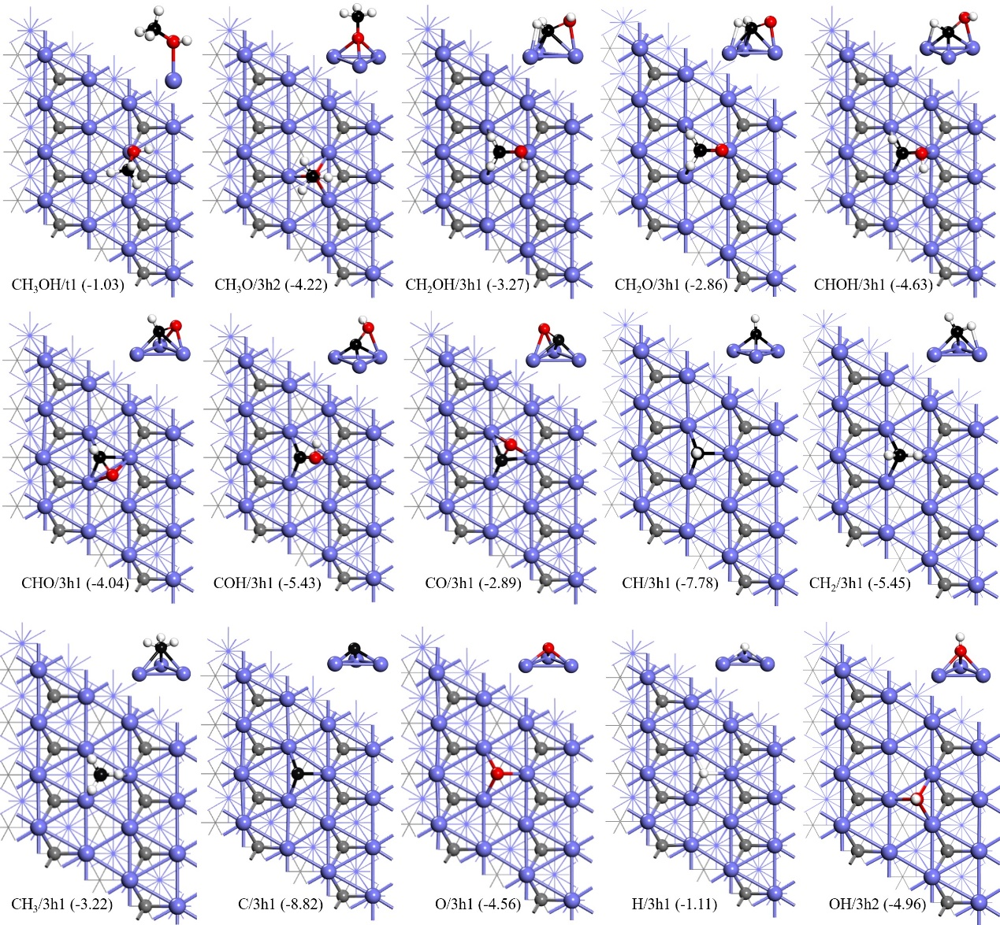 CH₃OH/t1 (-1.03)
CH₃O/3h2 (-4.22)
CH₂OH/3h1 (-3.27)
CH₂O/3h1 (-2.86)
CHOH/3h1 (-4.63)
CHO/3h1 (-4.04)
COH/3h1 (-5.43)
CO/3h1 (-2.89)
CH/3h1 (-7.78)
CH₂/3h1 (-5.45)
CH₃/3h1 (-3.22)
C/3h1 (-8.82)
O/3h1 (-4.56)
H/3h1 (-1.11)
OH/3h2 (-4.96)